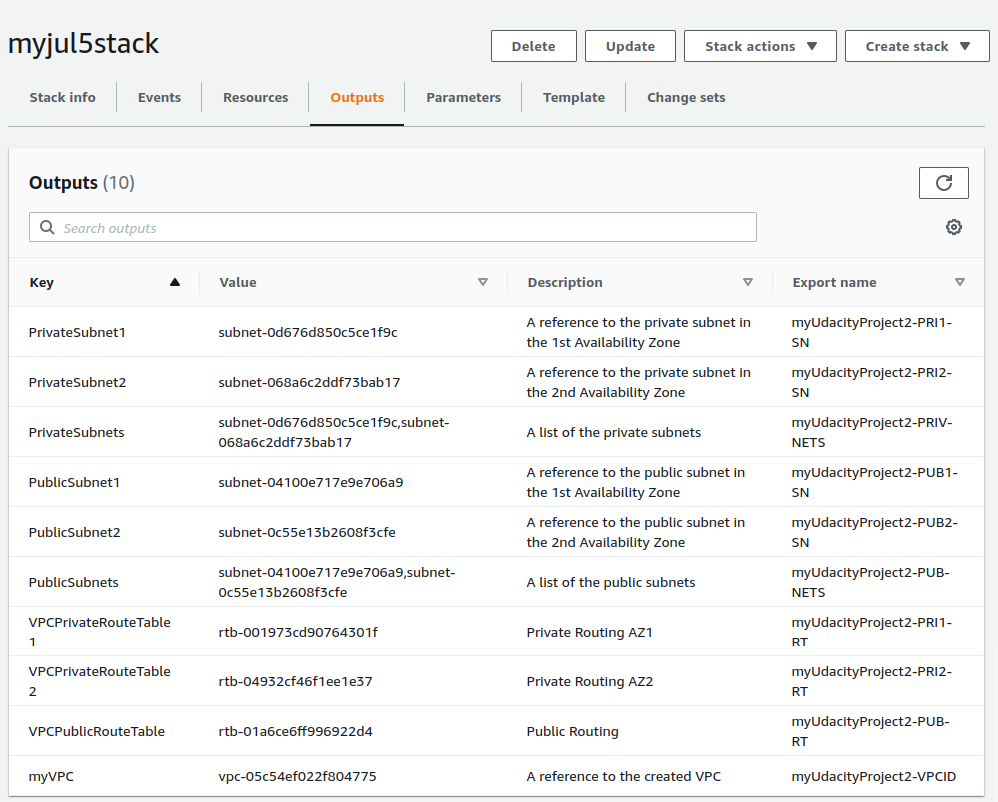 myjul5stack
Delete
Update
Stack actions
Create stack
Stack info
Events
Resources
Outputs
Parameters
Template
Change sets
Outputs (10)
Search outputs
Key
Value
Description
Export name
PrivateSubnet1
subnet-0d676d850c5ce1f9c
A reference to the private subnet in
the 1st Availability Zone
myUdacityProject2-PRI1-
SN
PrivateSubnet2
subnet-068a6c2ddf73bab17
A reference to the private subnet in
the 2nd Availability Zone
myUdacityProject2-PRI2-
SN
PrivateSubnets
subnet-0d676d850c5ce1f9c,subnet-
068a6c2ddf73bab17
A list of the private subnets
myUdacityProject2-PRIV-
NETS
PublicSubnet1
subnet-04100e717e9e706a9
A reference to the public subnet in
the 1st Availability Zone
myUdacityProject2-PUB1-
SN
PublicSubnet2
subnet-0c55e13b2608f3cfe
A reference to the public subnet in
the 2nd Availability Zone
myUdacityProject2-PUB2-
SN
PublicSubnets
subnet-04100e717e9e706a9,subnet-
0c55e13b2608f3cfe
A list of the public subnets
myUdacityProject2-PUB-
NETS
VPCPrivateRouteTable
1
rtb-001973cd90764301f
Private Routing AZ1
myUdacityProject2-PRI1-
RT
VPCPrivateRouteTable
2
rtb-04932cf46f1ee1e37
Private Routing AZ2
myUdacityProject2-PRI2-
RT
VPCPublicRouteTable
rtb-01a6ce6ff996922d4
Public Routing
myUdacityProject2-PUB-
RT
myVPC
vpc-05c54ef022f804775
A reference to the created VPC
myUdacityProject2-VPCID